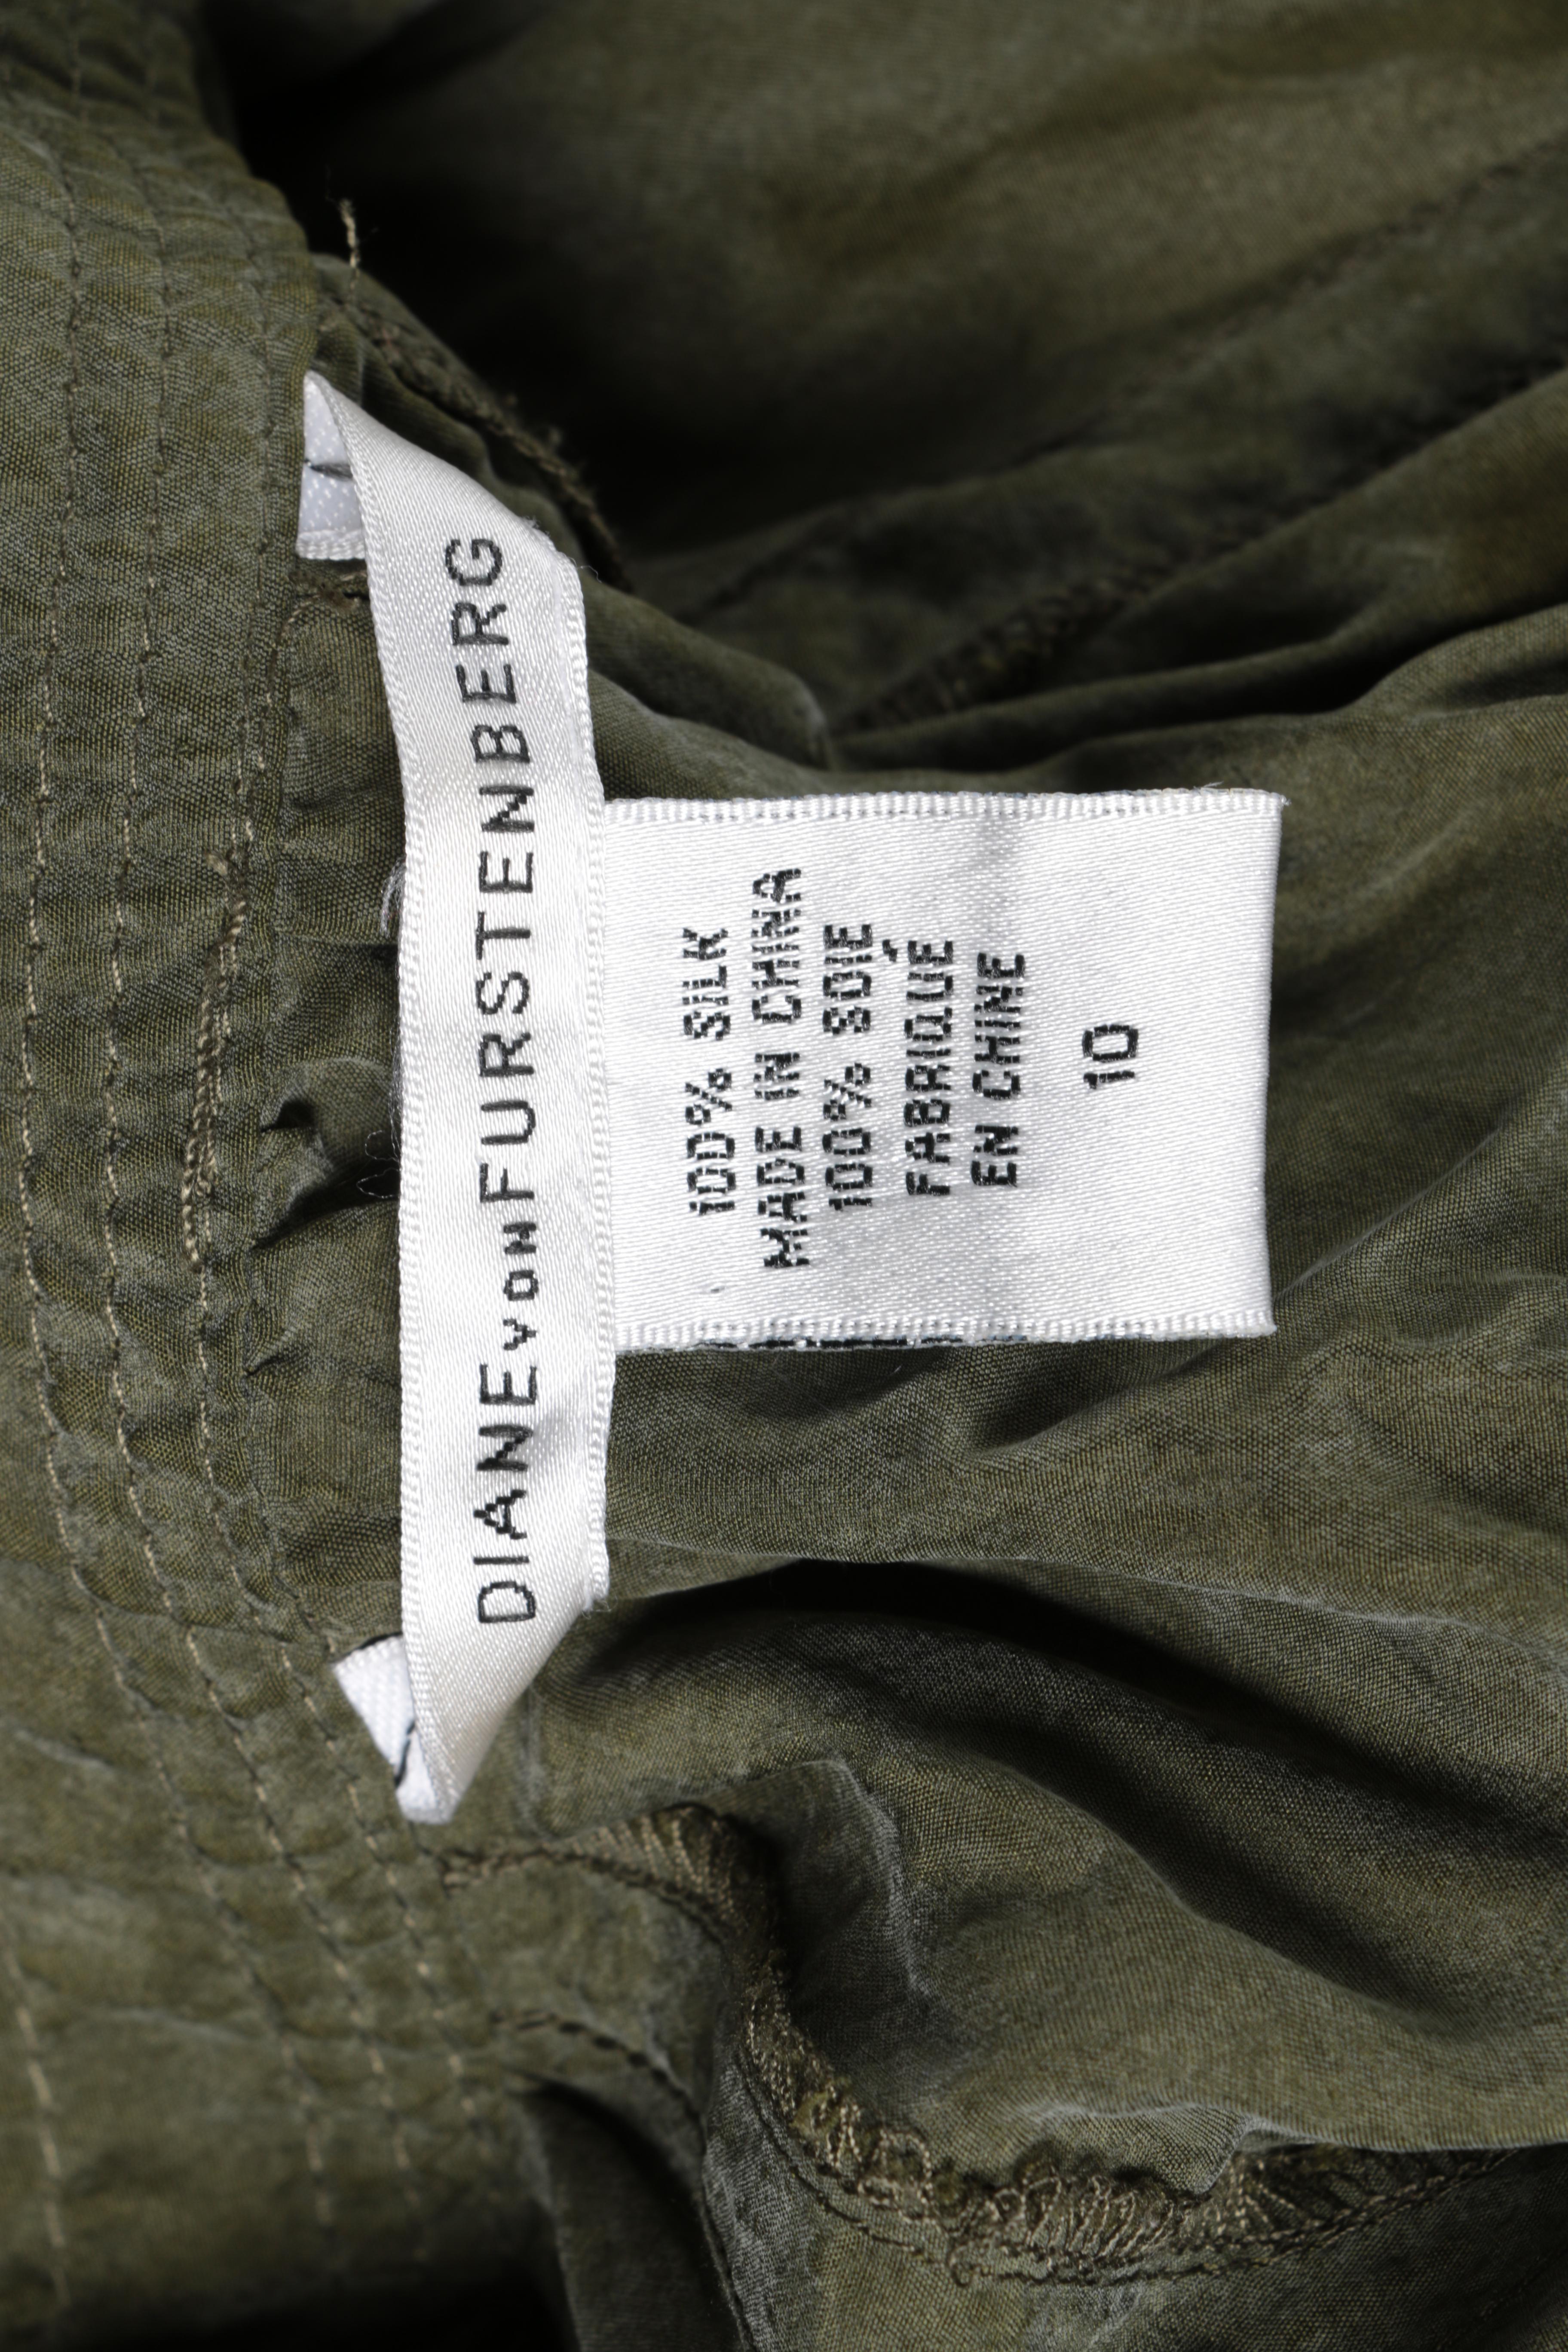 DIANE VON FURSTENBERG
100% SILK
MADE IN CHINA
100% SOIE
FABRIQUÉ
EN CHINE
10